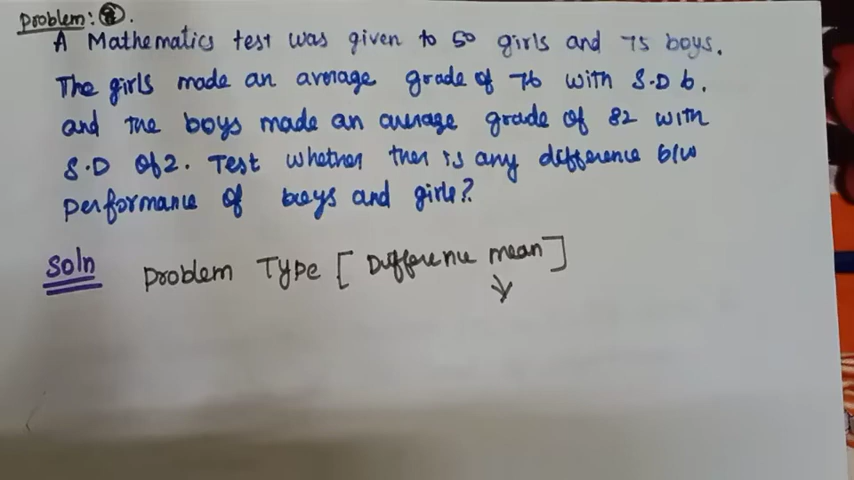 Problem: 8.
A Mathematics test was given to 50 girls and 75 boys.
The girls made an average grade of 76 with S.D 6.
and the boys made an average grade of 82 with
S.D of 2. Test whether ther is any difference b/w
performance of boys and girls?
Soln Problem Type [Difference mean]